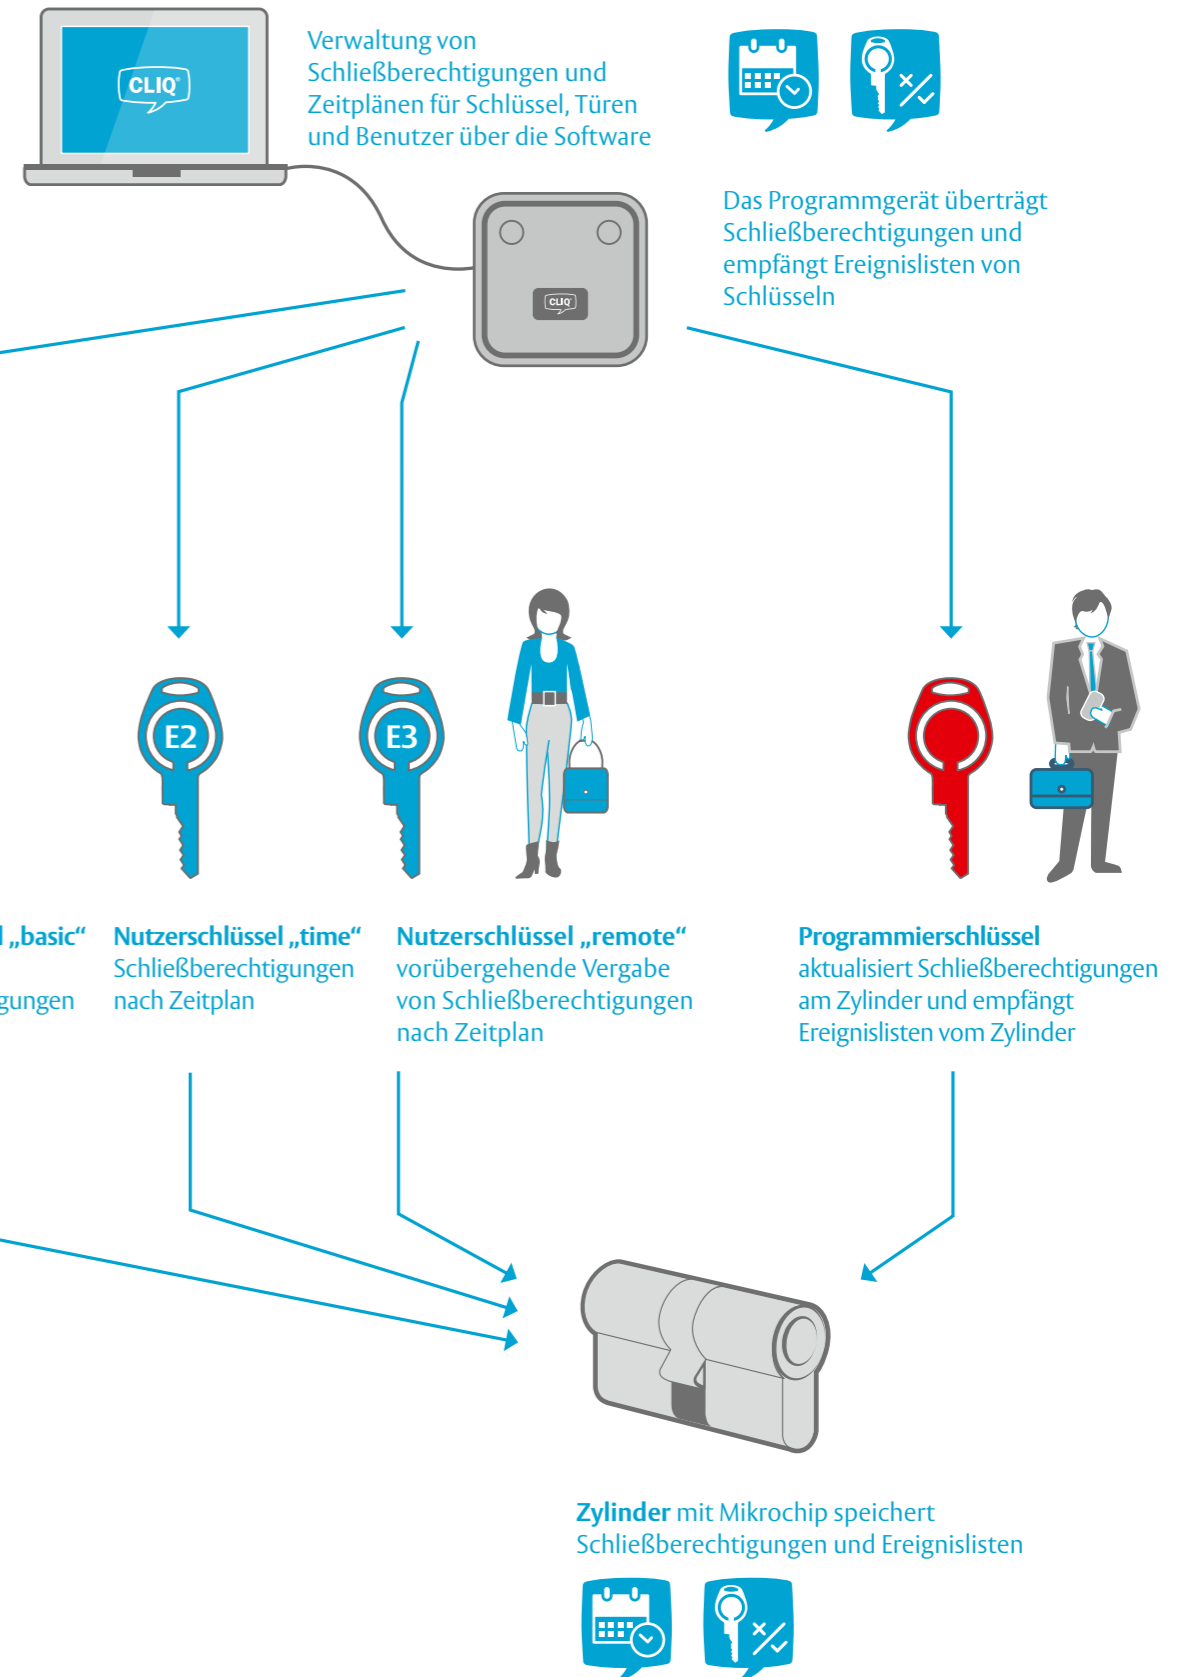 CLIQ®
Verwaltung von
Schließberechtigungen und
Zeitplänen für Schlüssel, Türen
und Benutzer über die Software
Das Programmgerät überträgt
Schließberechtigungen und
empfängt Ereignislisten von
Schlüsseln
CLIQ
E2
E3
l „basic“
gungen
Nutzerschlüssel „time“
Schließberechtigungen
nach Zeitplan
Nutzerschlüssel „remote“
vorübergehende Vergabe
von Schließberechtigungen
nach Zeitplan
Programmierschlüssel
aktualisiert Schließberechtigungen
am Zylinder und empfängt
Ereignislisten vom Zylinder
Zylinder mit Mikrochip speichert
Schließberechtigungen und Ereignislisten